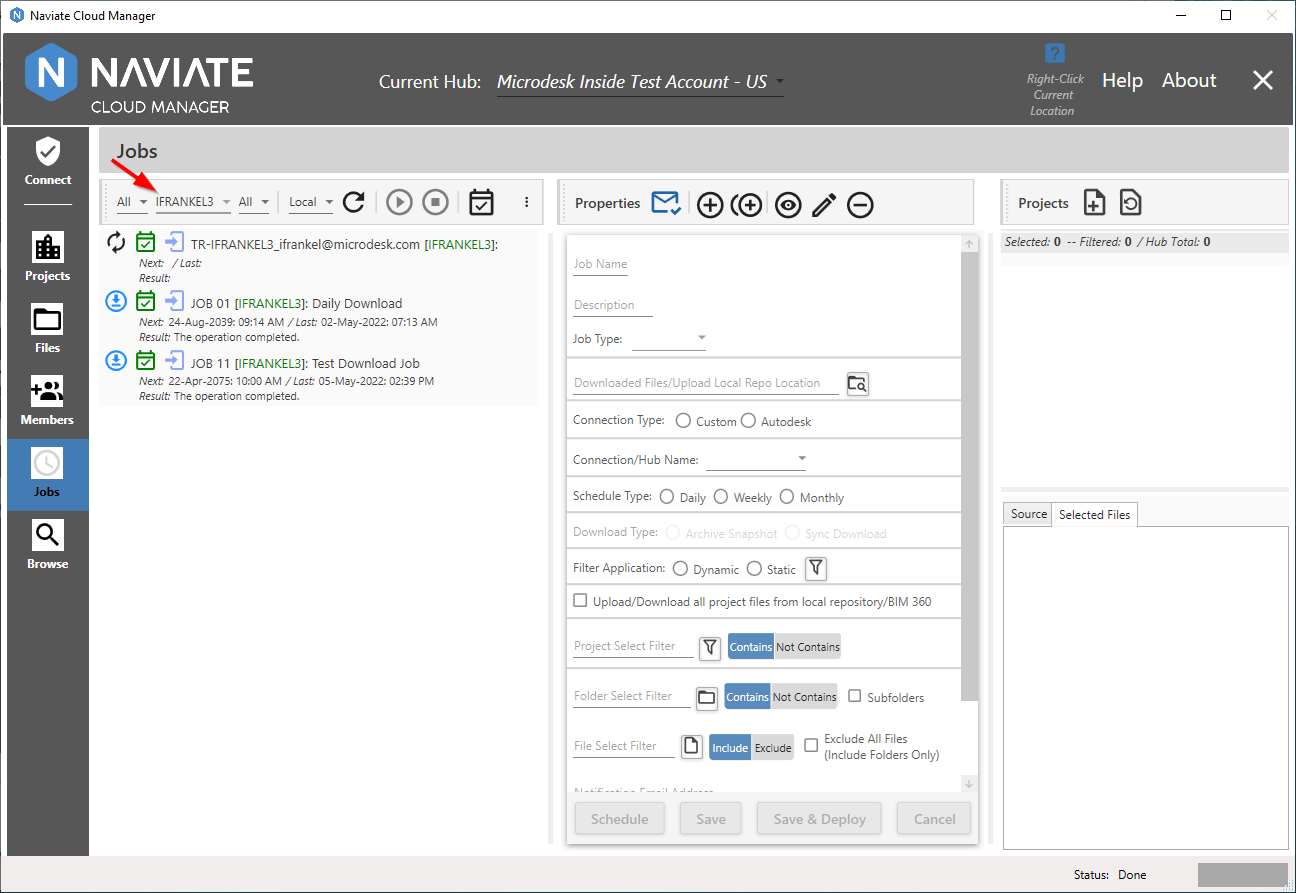 Naviate Cloud Manager
N NAVIATE
CLOUD MANAGER
Current Hub: Microdesk Inside Test Account - US
?
Right-Click
Current
Location
Help About
Connect
Projects
Files
Members
Jobs
Browse
Jobs
All IFRANKEL3 All Local
TR-IFRANKEL3_ifrankel@microdesk.com [IFRANKEL3]:
Next: / Last:
Result:
JOB 01 [IFRANKEL3]: Daily Download
Next: 24-Aug-2039: 09:14 AM / Last: 02-May-2022: 07:13 AM
Result: The operation completed.
JOB 11 [IFRANKEL3]: Test Download Job
Next: 22-Apr-2075: 10:00 AM / Last: 05-May-2022: 02:39 PM
Result: The operation completed.
Properties
Job Name
Description
Job Type:
Downloaded Files/Upload Local Repo Location
Connection Type: Custom Autodesk
Connection/Hub Name:
Schedule Type: Daily Weekly Monthly
Download Type: Archive Snapshot Sync Download
Filter Application: Dynamic Static
Upload/Download all project files from local repository/BIM 360
Project Select Filter Contains Not Contains
Folder Select Filter Contains Not Contains Subfolders
File Select Filter Include Exclude Exclude All Files
(Include Folders Only)
Notification Email Address
Schedule Save Save & Deploy Cancel
Projects
Selected: 0 -- Filtered: 0 / Hub Total: 0
Source Selected Files
Status: Done